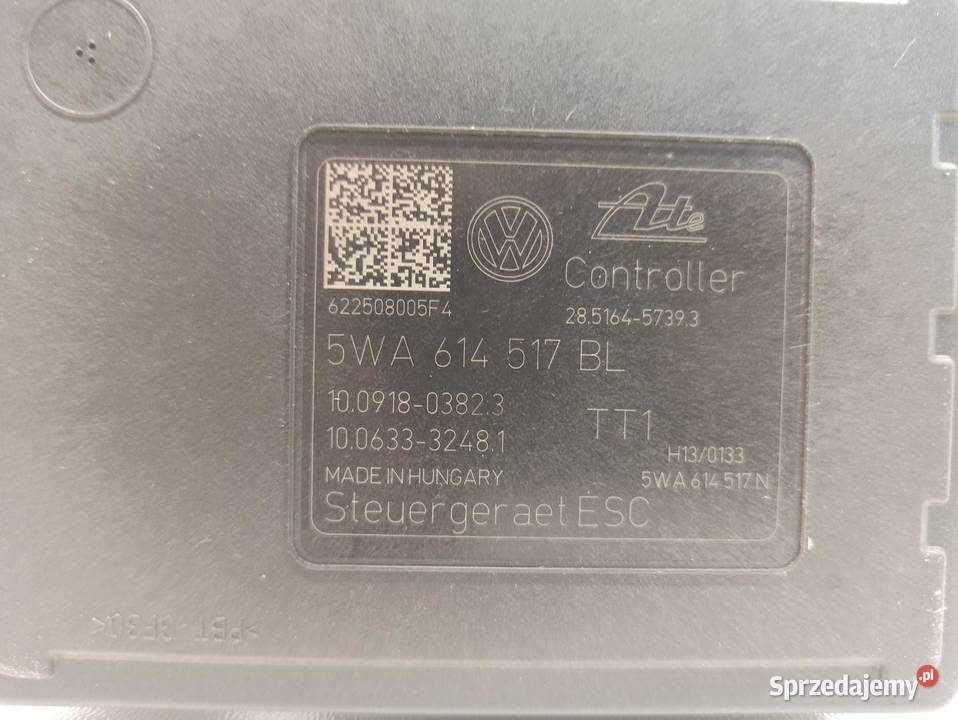 Ate
Controller
622508005F4
28.5164-5739.3
5WA 614 517 BL
10.0918-0382.3
TT1
10.0633-3248.1
H13/0133
MADE IN HUNGARY
5WA 614 517 N
Steuergeraet ESC
>PBT-GF30<
Sprzedajemy.pl